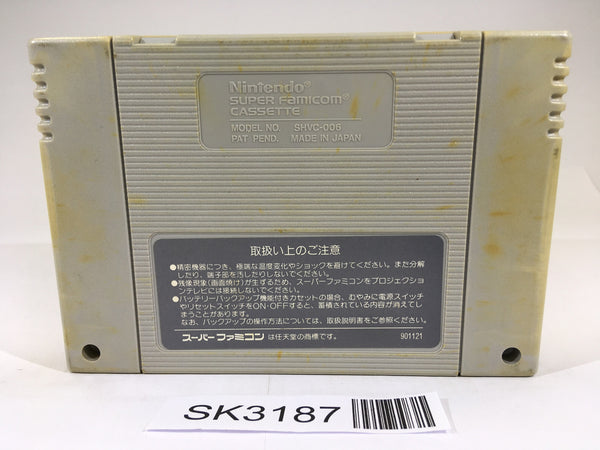 Nintendo®
SUPER FAMICOM®
CASSETTE
MODEL NO. SHVC-006
PAT PEND. MADE IN JAPAN
取扱い上のご注意
●精密機器につき、極端な温度変化やショックを避けてください。また分解
したり、端子部を汚したりしないでください。
●残像現象(画面焼け)が生ずるため、スーパーファミコンをプロジェクション
テレビには接続しないでください。
●バッテリーバックアップ機能付きカセットの場合、むやみに電源スイッチ
やリセットスイッチをON・OFFすると、蓄積されている内容が消えてし
まうことがあります。
なお、バックアップの操作方法については、取扱説明書をご参照ください。
スーパーファミコン は任天堂の商標です。 901121
SK3187